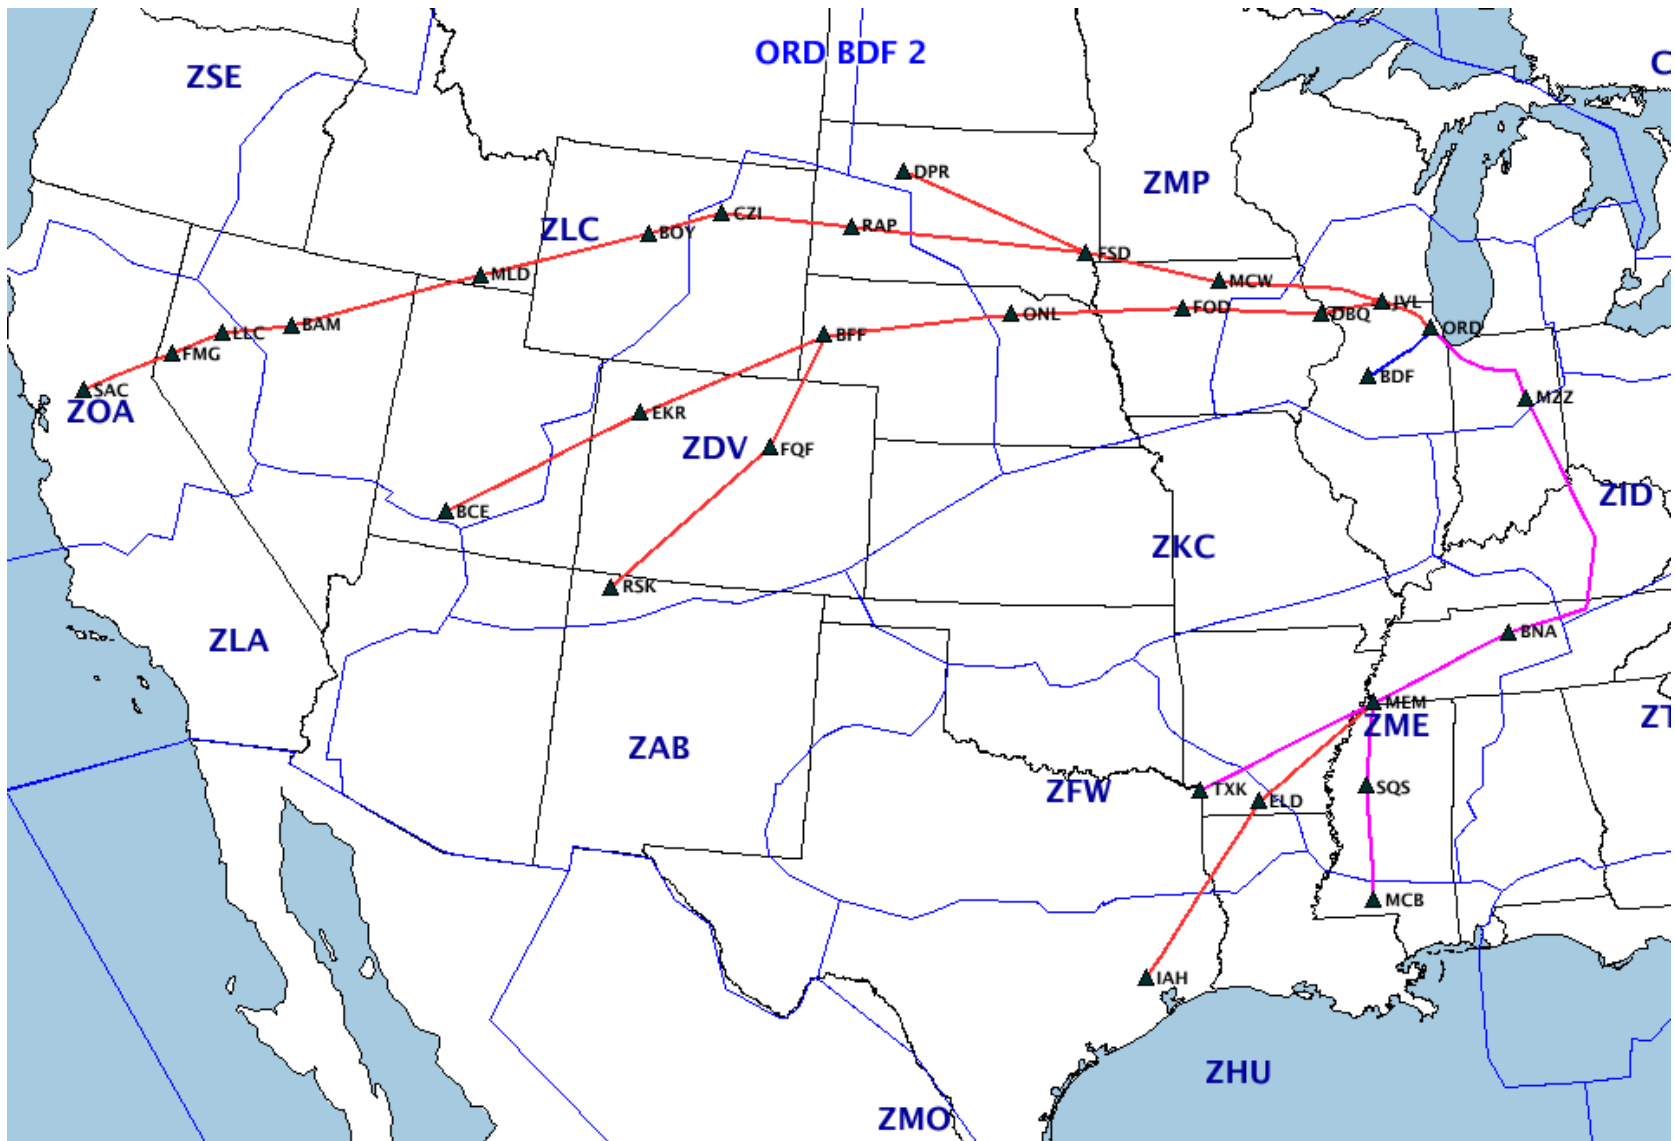 ORD BDF 2
C
ZSE
DPR
ZMP
CZI
RAP
ZLC
BOY
FSD
MLD
MCW
JVL
ONL
FOD
DBQ
ORD
LLC
BAM
BFF
FMG
SAC
BDF
MZZ
ZOA
EKR
ZDV
FQF
ZID
BCE
ZKC
RSK
ZLA
BNA
MEM
ZME
ZT
ZAB
ZFW
TXK
ELD
SQS
MCB
IAH
ZHU
ZMO